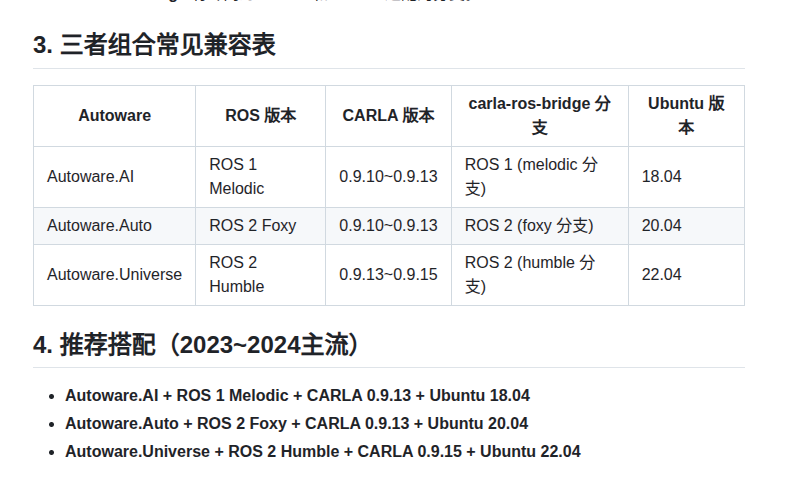 3. 三者组合常见兼容表
Autoware ROS 版本 CARLA 版本 carla-ros-bridge 分支 Ubuntu 版本
Autoware.AI ROS 1 Melodic 0.9.10~0.9.13 ROS 1 (melodic 分支) 18.04
Autoware.Auto ROS 2 Foxy 0.9.10~0.9.13 ROS 2 (foxy 分支) 20.04
Autoware.Universe ROS 2 Humble 0.9.13~0.9.15 ROS 2 (humble 分支) 22.04
4. 推荐搭配（2023~2024主流）
Autoware.AI + ROS 1 Melodic + CARLA 0.9.13 + Ubuntu 18.04
Autoware.Auto + ROS 2 Foxy + CARLA 0.9.13 + Ubuntu 20.04
Autoware.Universe + ROS 2 Humble + CARLA 0.9.15 + Ubuntu 22.04